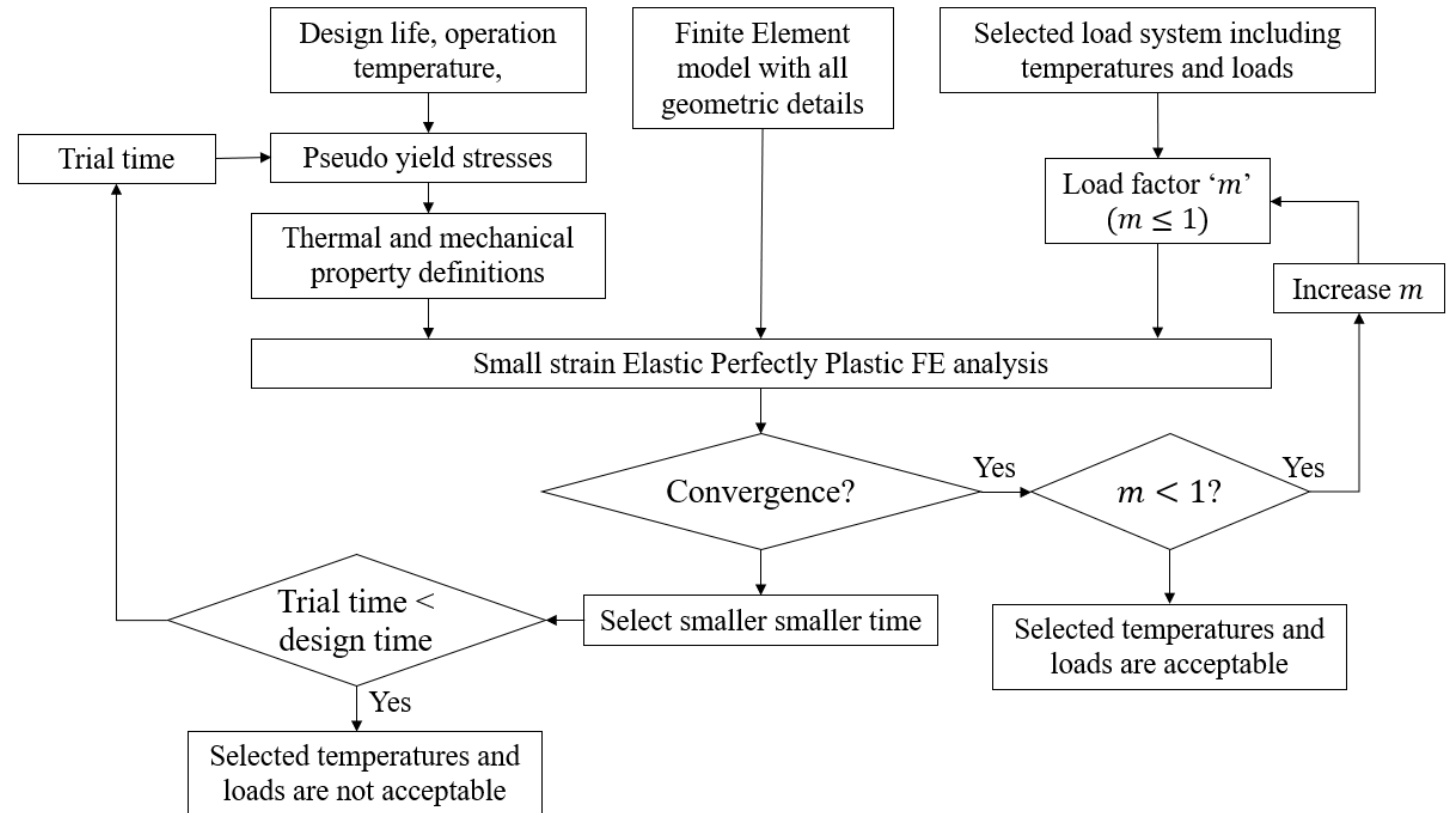 Design life, operation
temperature,
Finite Element
model with all
geometric details
Selected load system including
temperatures and loads
Trial time
Pseudo yield stresses
Load factor ‘m’
(m ≤ 1)
Thermal and mechanical
property definitions
Increase m
Small strain Elastic Perfectly Plastic FE analysis
Convergence?
Yes
m < 1?
Yes
Trial time <
design time
Select smaller smaller time
Selected temperatures and
loads are acceptable
Yes
Selected temperatures and
loads are not acceptable